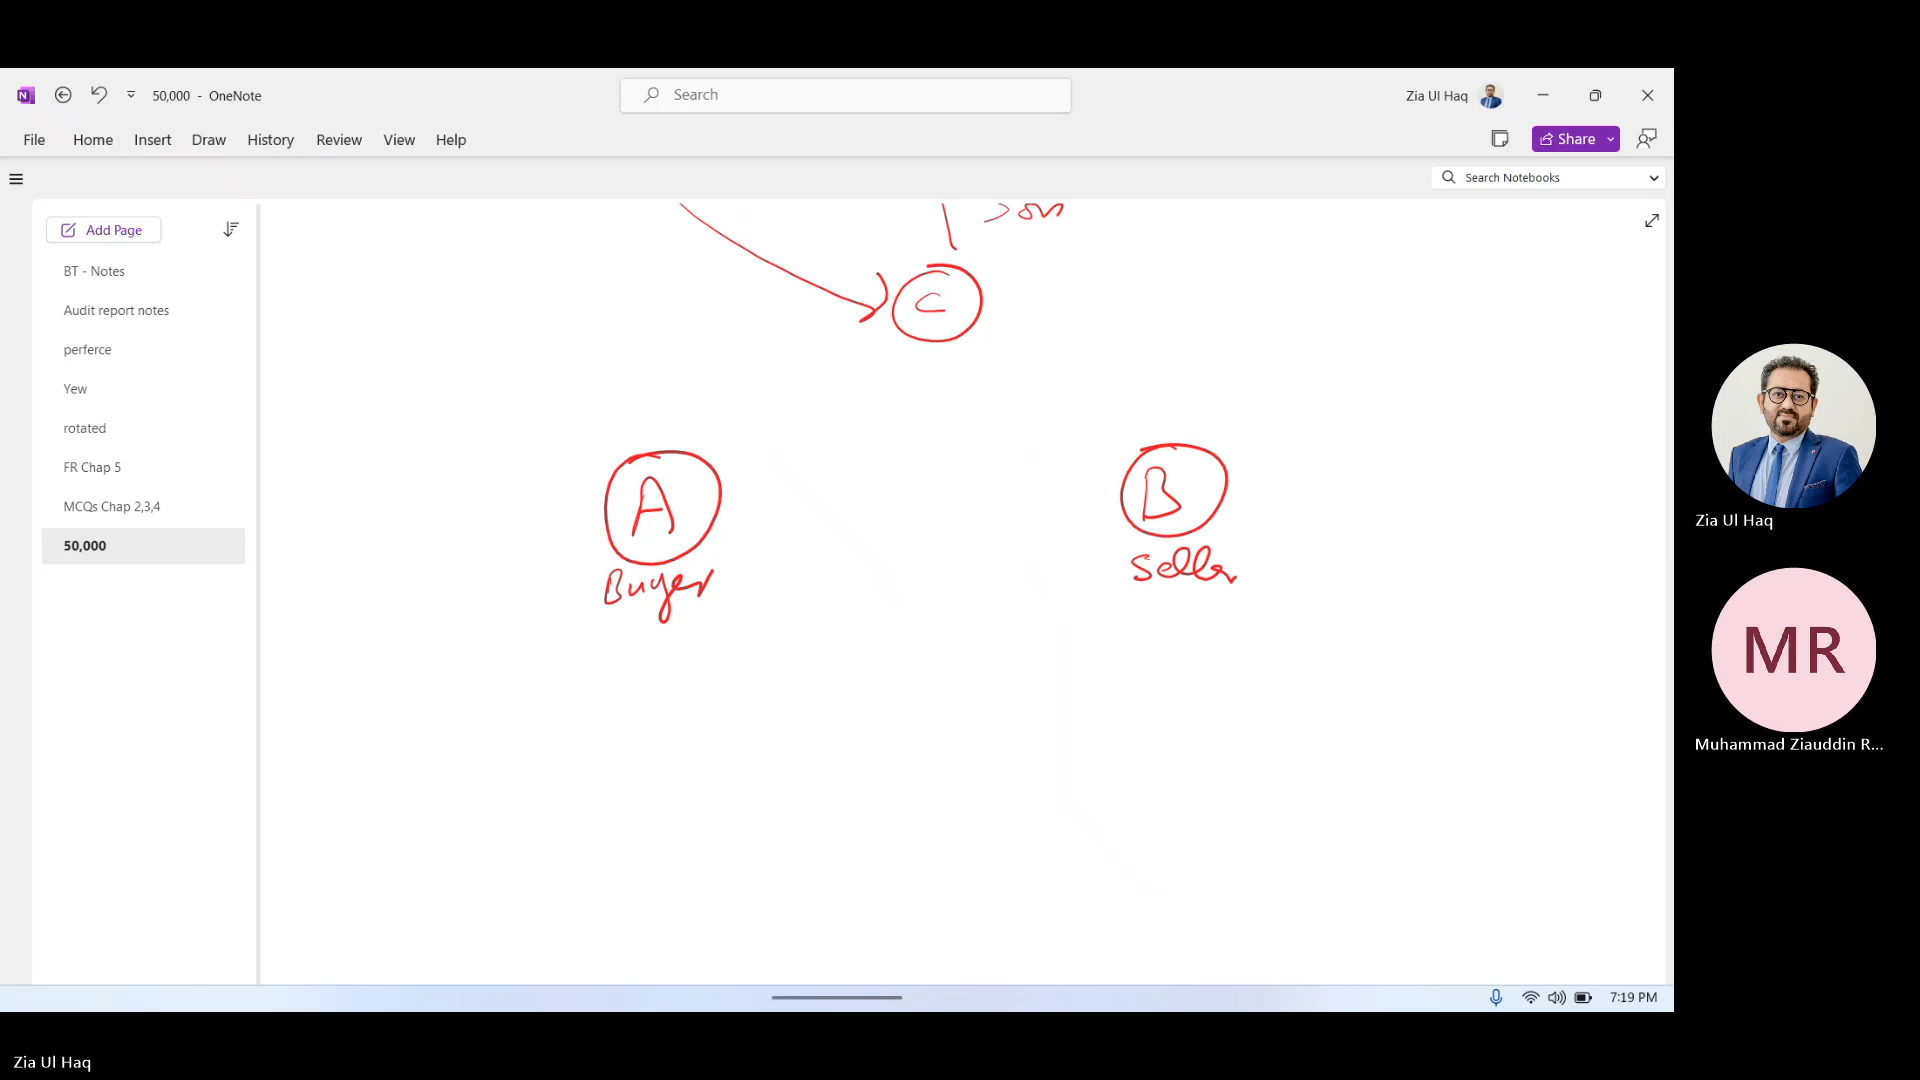 50,000 - OneNote
Search
Zia Ul Haq
File Home Insert Draw History Review View Help
Share
Search Notebooks
Add Page
BT - Notes
Audit report notes
perferce
Yew
rotated
FR Chap 5
MCQs Chap 2,3,4
50,000
C
A
Buyer
B
Seller
Zia Ul Haq
MR
Muhammad Ziauddin R...
7:19 PM
Zia Ul Haq